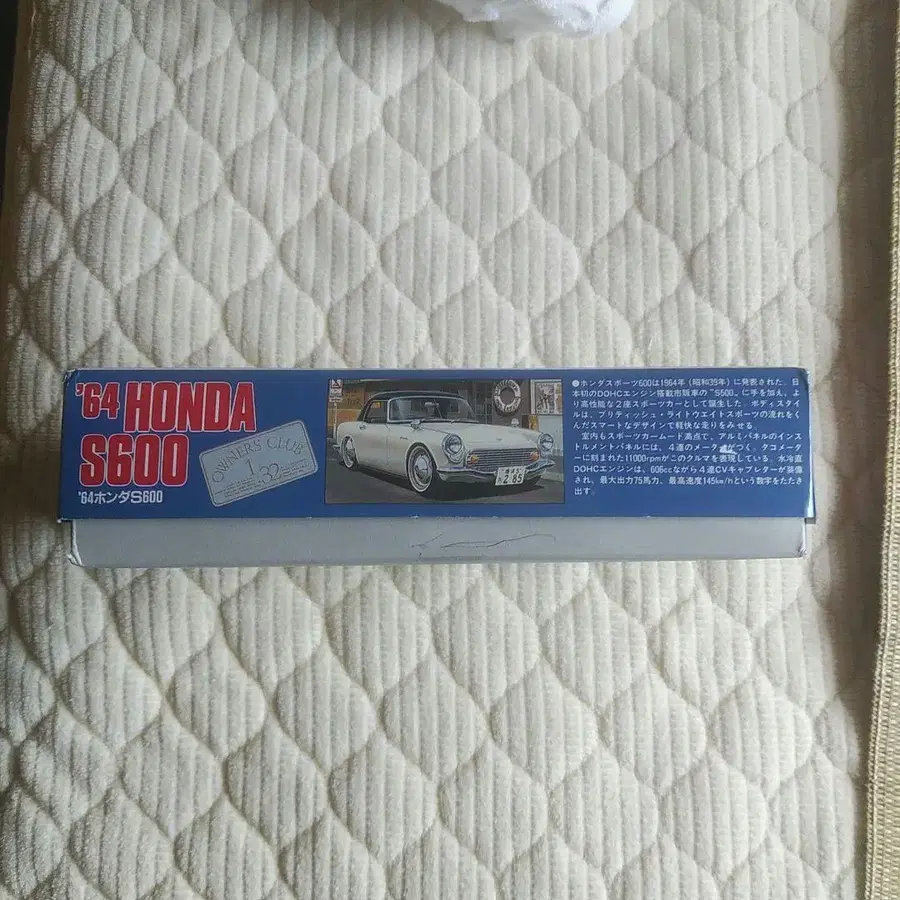 '64 HONDA
S600
'64ホンダS600
OWNERS CLUB
1
32
●ホンダスポーツ600は1964年（昭和39年）に発表された。日
本初のDOHCエンジン搭載市販車の"S500"に手を加え、よ
り高性能な2座スポーツカーとして誕生した。ボディスタイ
ルは、ブリティッシュ・ライトウエイトスポーツの流れをく
んだスマートなデザインで軽快な走りをみせる。
室内もスポーツカームード満点で、アルミパネルのインス
トルメントパネルには、4連のメータ
つく。タコメータ
ーに刻まれた11000rpmがこのクルマを表現している。水冷直
DOHCエンジンは、606ccながら4連CVキャブレターが装備
され、最大出力75馬力、最高速度145km/hという数字をたたき
出す。
2 85